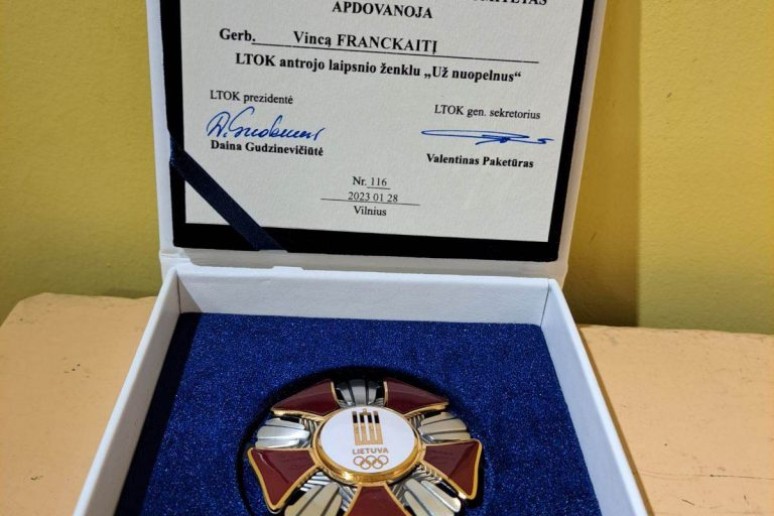 APDOVANOJA
Gerb. Vincą FRANCKAITĮ
LTOK antrojo laipsnio ženklu „Už nuopelnus“
LTOK prezidentė
Daina Gudzinevičiūtė
LTOK gen. sekretorius
Valentinas Paketūras
Nr. 116
2023 01 28
Vilnius
LIETUVA